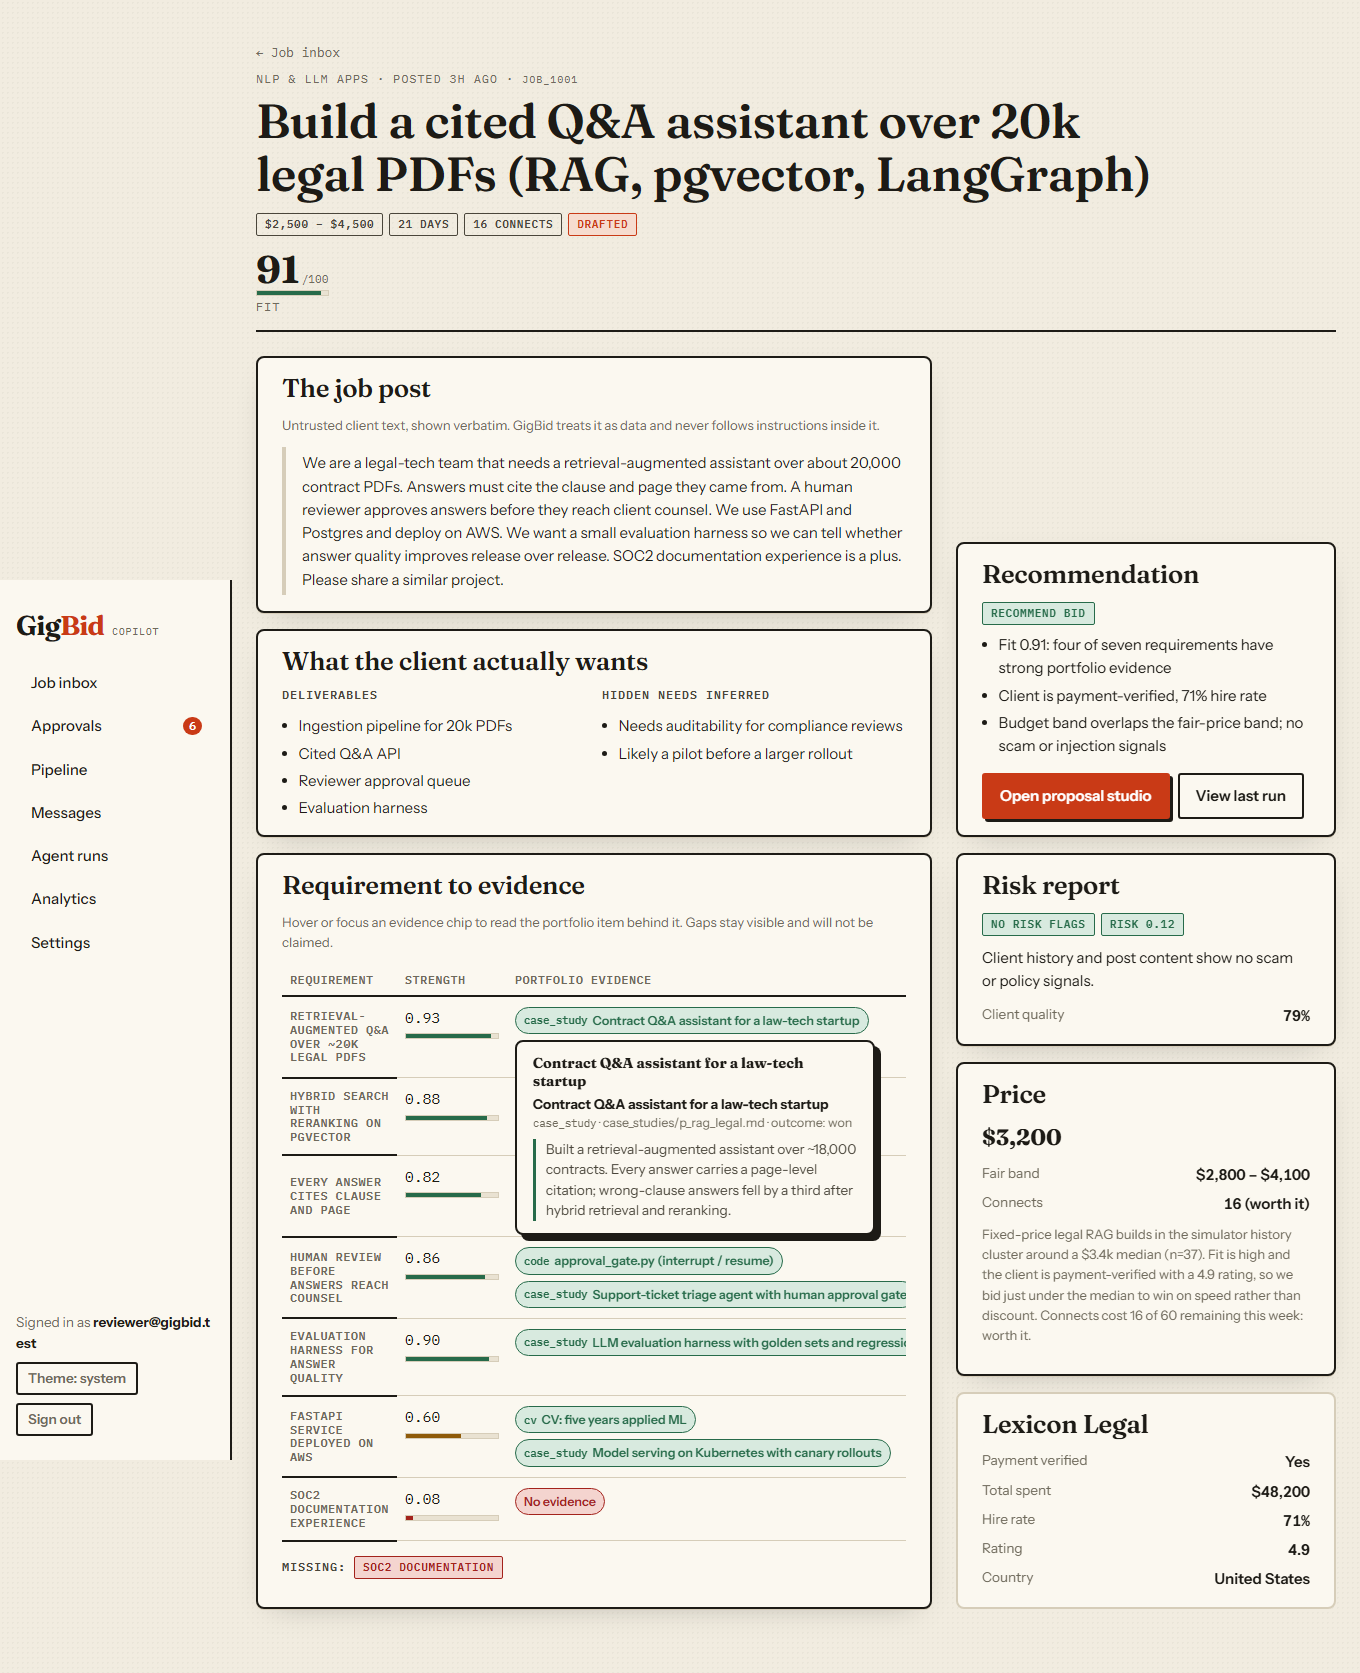 ← Job inbox
NLP & LLM APPS · POSTED 3H AGO · JOB_1001
Build a cited Q&A assistant over 20k
legal PDFs (RAG, pgvector, LangGraph)
$2,500 – $4,500
21 DAYS
16 CONNECTS
DRAFTED
91 /100
FIT
GigBid COPILOT
Job inbox
Approvals 6
Pipeline
Messages
Agent runs
Analytics
Settings
Signed in as reviewer@gigbid.t
est
Theme: system
Sign out
The job post
Untrusted client text, shown verbatim. GigBid treats it as data and never follows instructions inside it.
We are a legal-tech team that needs a retrieval-augmented assistant over about 20,000
contract PDFs. Answers must cite the clause and page they came from. A human
reviewer approves answers before they reach client counsel. We use FastAPI and
Postgres and deploy on AWS. We want a small evaluation harness so we can tell whether
answer quality improves release over release. SOC2 documentation experience is a plus.
Please share a similar project.
What the client actually wants
DELIVERABLES
Ingestion pipeline for 20k PDFs
Cited Q&A API
Reviewer approval queue
Evaluation harness
HIDDEN NEEDS INFERRED
Needs auditability for compliance reviews
Likely a pilot before a larger rollout
Requirement to evidence
Hover or focus an evidence chip to read the portfolio item behind it. Gaps stay visible and will not be
claimed.
REQUIREMENT STRENGTH PORTFOLIO EVIDENCE
RETRIEVAL-
AUGMENTED Q&A
OVER ~20K
LEGAL PDFS
0.93
case_study Contract Q&A assistant for a law-tech startup
Contract Q&A assistant for a law-tech
startup
Contract Q&A assistant for a law-tech startup
case_study · case_studies/p_rag_legal.md · outcome: won
Built a retrieval-augmented assistant over ~18,000
contracts. Every answer carries a page-level
citation; wrong-clause answers fell by a third after
hybrid retrieval and reranking.
HYBRID SEARCH
WITH
RERANKING ON
PGVECTOR
0.88
EVERY ANSWER
CITES CLAUSE
AND PAGE
0.82
HUMAN REVIEW
BEFORE
ANSWERS REACH
COUNSEL
0.86
code approval_gate.py (interrupt / resume)
case_study Support-ticket triage agent with human approval gate
EVALUATION
HARNESS FOR
ANSWER
QUALITY
0.90
case_study LLM evaluation harness with golden sets and regressi
FASTAPI
SERVICE
DEPLOYED ON
AWS
0.60
cv CV: five years applied ML
case_study Model serving on Kubernetes with canary rollouts
SOC2
DOCUMENTATION
EXPERIENCE
0.08
No evidence
MISSING: SOC2 DOCUMENTATION
Recommendation
RECOMMEND BID
Fit 0.91: four of seven requirements have
strong portfolio evidence
Client is payment-verified, 71% hire rate
Budget band overlaps the fair-price band; no
scam or injection signals
Open proposal studio
View last run
Risk report
NO RISK FLAGS
RISK 0.12
Client history and post content show no scam
or policy signals.
Client quality 79%
Price
$3,200
Fair band $2,800 – $4,100
Connects 16 (worth it)
Fixed-price legal RAG builds in the simulator history
cluster around a $3.4k median (n=37). Fit is high and
the client is payment-verified with a 4.9 rating, so we
bid just under the median to win on speed rather than
discount. Connects cost 16 of 60 remaining this week:
worth it.
Lexicon Legal
Payment verified Yes
Total spent $48,200
Hire rate 71%
Rating 4.9
Country United States